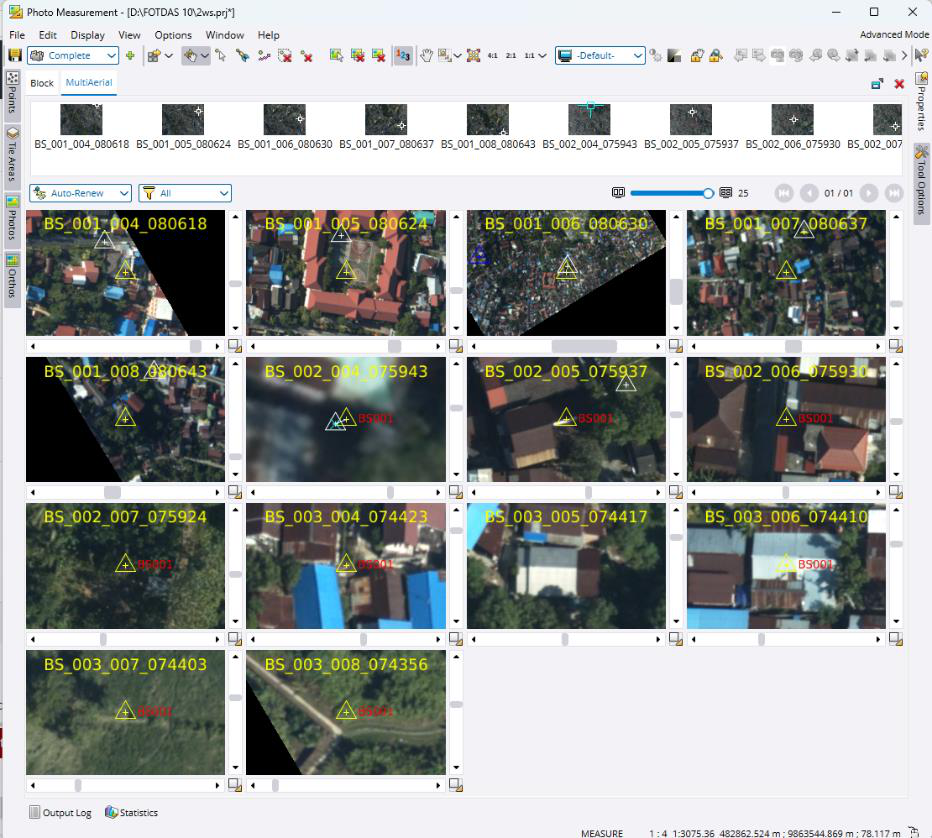 Photo Measurement - [D:\FOTDAS 10\2ws.prj*]
File Edit Display View Options Window Help
Advanced Mode
Complete 123 4:1 2:1 1:1 -Default-
Points
Tie Areas
Photos
Orthos
Properties
Tool Options
Block MultiAerial
BS_001_004_080618 BS_001_005_080624 BS_001_006_080630 BS_001_007_080637 BS_001_008_080643 BS_002_004_075943 BS_002_005_075937 BS_002_006_075930 BS_002_007
Auto-Renew All 25 01 / 01
BS_001_004_080618 BS_001_005_080624 BS_001_006_080630 BS_001_007_080637
BS_001_008_080643 BS_002_004_075943 BS_002_005_075937 BS_002_006_075930
BS001 BS001 BS001
BS_002_007_075924 BS_003_004_074423 BS_003_005_074417 BS_003_006_074410
BS001 BS001 BS001
BS_003_007_074403 BS_003_008_074356
BS001 BS001
Output Log Statistics
MEASURE 1 : 4 1:3075.36 482862.524 m ; 9863544.869 m ; 78.117 m